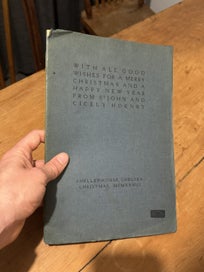 WITH ALL GOOD
WISHES FOR A MERRY
CHRISTMAS AND A
HAPPY NEW YEAR
FROM ST JOHN AND
CICELY HORNBY
SHELLEY HOUSE, CHELSEA
CHRISTMAS,